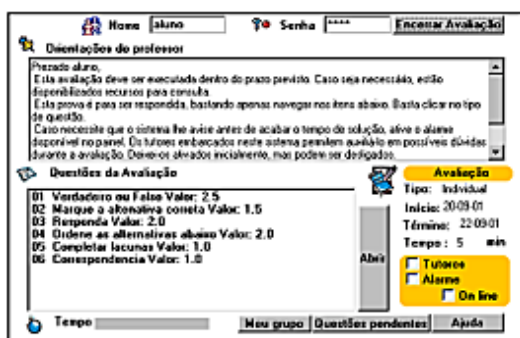 Nome aluno Senha **** Encerrar Avaliação
Orientações do professor
Prezado aluno,
Esta avaliação deve ser executada dentro do prazo previsto. Caso seja necessário, estão
disponibilizados recursos para consulta.
Esta prova é para ser respondida, bastando apenas navegar nos itens abaixo. Basta clicar no tipo
de questão.
Caso necessite que o sistema lhe avise antes de acabar o tempo de solução, ative o alarme
disponível no painel. Os tutores embarcados neste sistema permitem auxílio em possíveis dúvidas
durante a avaliação. Deixe-os ativados inicialmente, mas podem ser desligados.
Questões da Avaliação
01 Verdadeiro ou Falso Valor: 2.5
02 Marque a altenativa correta Valor: 1.5
03 Responda Valor: 2.0
04 Ordene as alternativas abaixo Valor: 2.0
05 Completar lacunas Valor: 1.0
06 Correspondencia Valor: 1.0
Abrir
Avaliação
Tipo: Individual
Início: 20-09-01
Término: 22-09-01
Tempo: 5 min
Tutores
Alarme
On line
Tempo Meu grupo Questões pendentes Ajuda